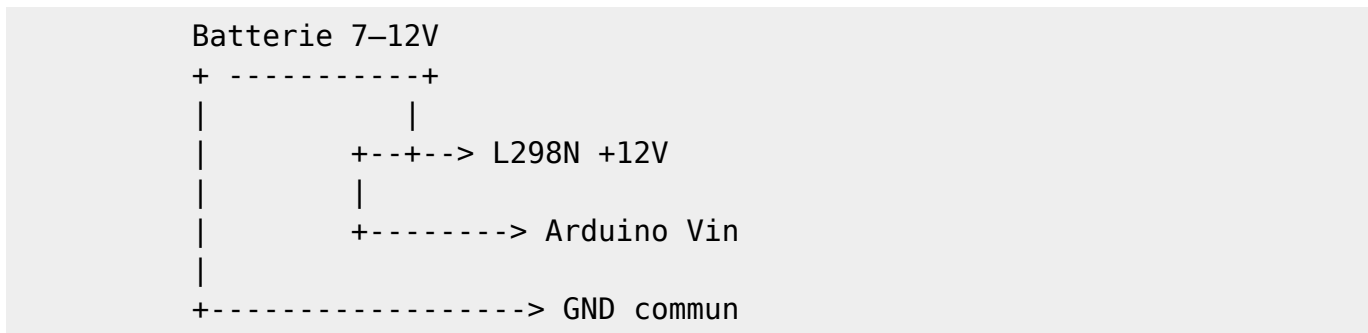 Batterie 7–12V
+ -----------+
|            |
|        +--+--> L298N +12V
|        |
|        +--------> Arduino Vin
|
+------------------> GND commun